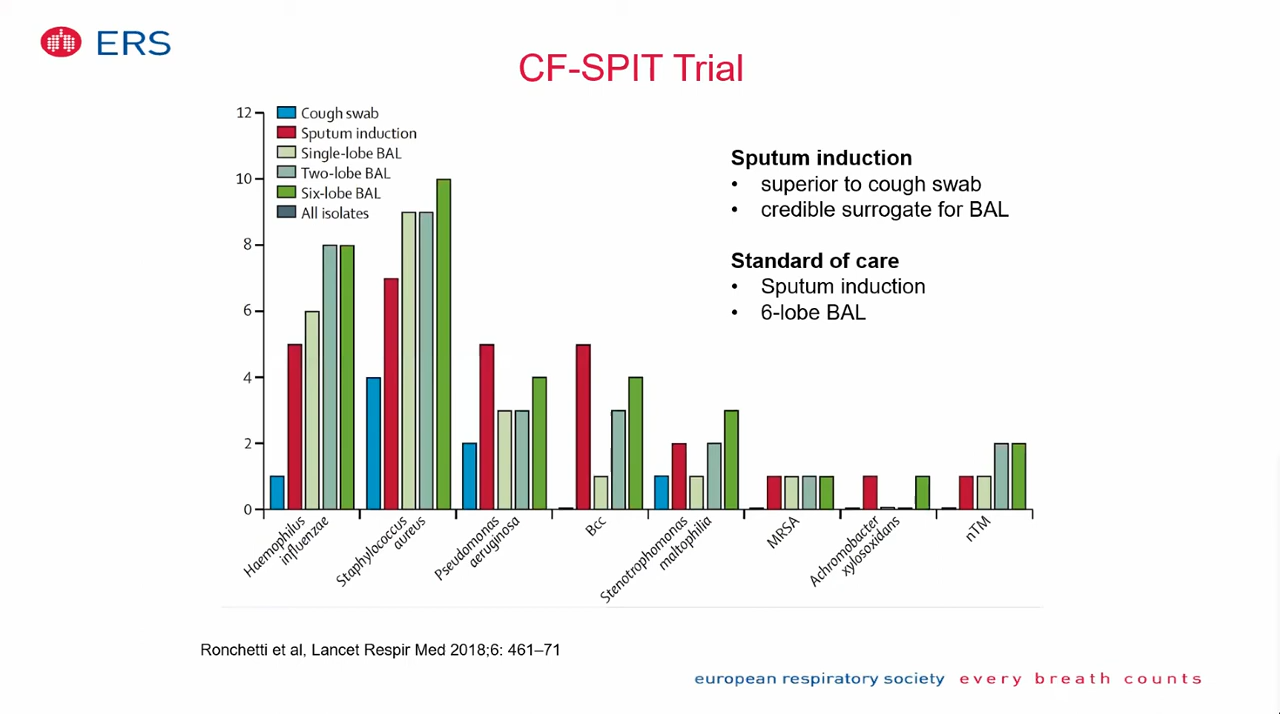 ERS
CF-SPIT Trial
12
10
8
6
4
2
0
Cough swab
Sputum induction
Single-lobe BAL
Two-lobe BAL
Six-lobe BAL
All isolates
Haemophilus
influenzae
Staphylococcus
aureus
Pseudomonas
aeruginosa
Bcc
Stenotrophomonas
maltophilia
MRSA
Achromobacter
xylosoxidans
nTM
Sputum induction
• superior to cough swab
• credible surrogate for BAL
Standard of care
• Sputum induction
• 6-lobe BAL
Ronchetti et al, Lancet Respir Med 2018;6: 461–71
european respiratory society every breath counts